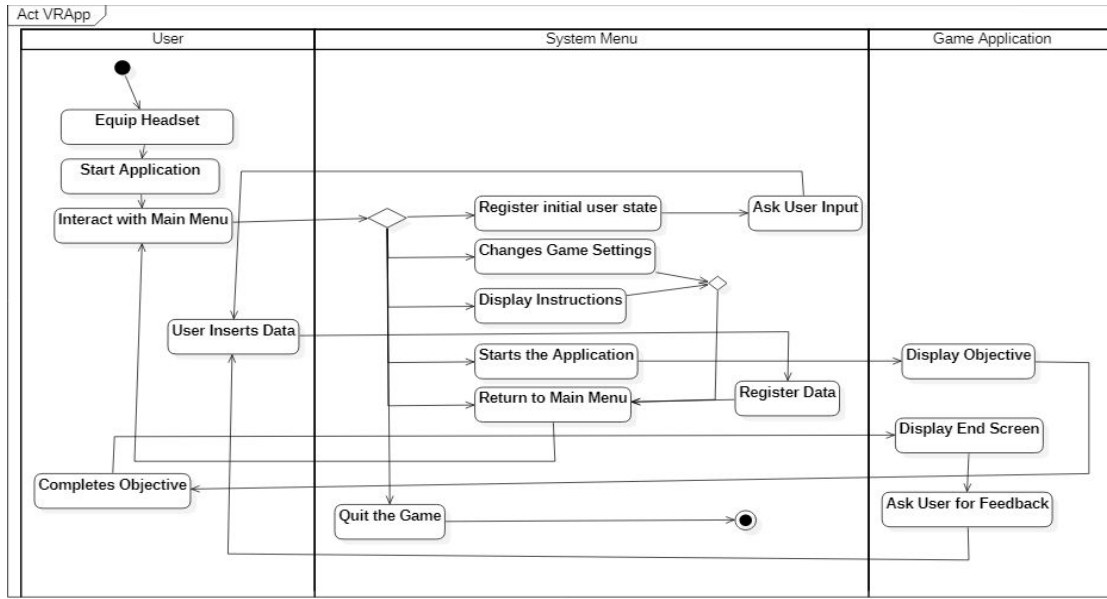 Act VRApp
User
System Menu
Game Application
Equip Headset
Start Application
Interact with Main Menu
Register initial user state
Ask User Input
Changes Game Settings
Display Instructions
User Inserts Data
Starts the Application
Display Objective
Return to Main Menu
Register Data
Display End Screen
Completes Objective
Quit the Game
Ask User for Feedback